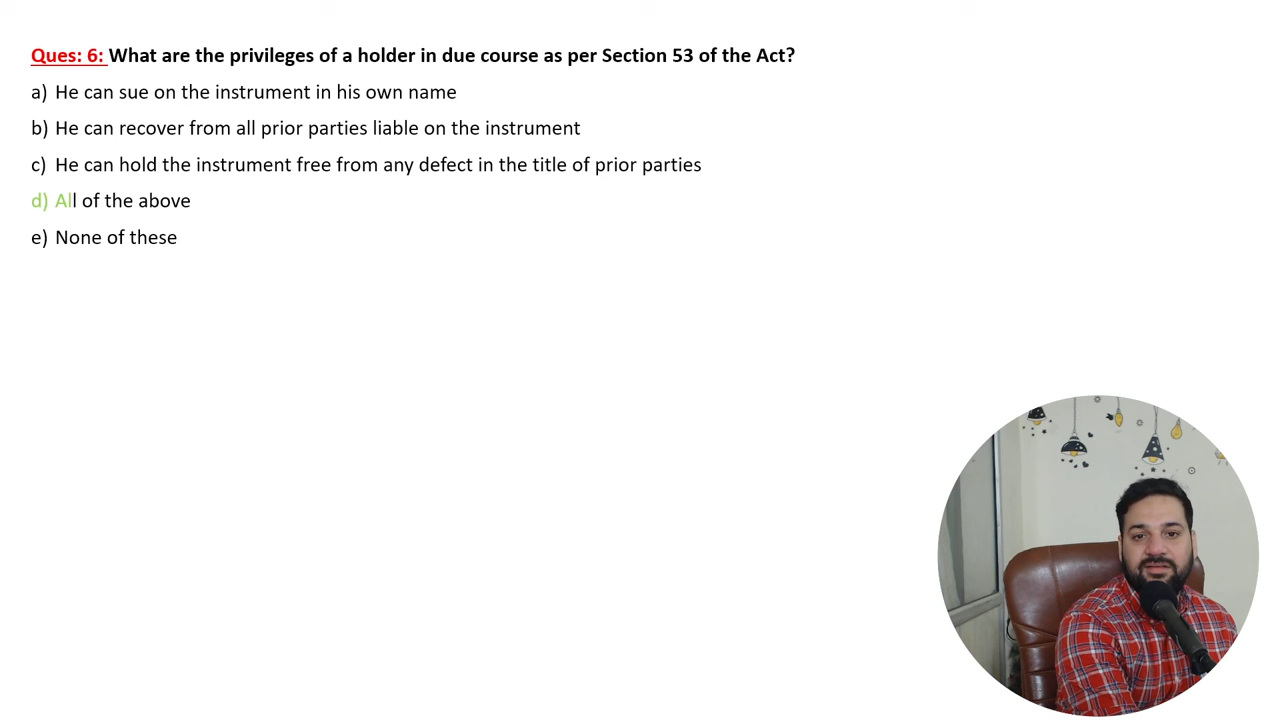 Ques: 6: What are the privileges of a holder in due course as per Section 53 of the Act?
a) He can sue on the instrument in his own name
b) He can recover from all prior parties liable on the instrument
c) He can hold the instrument free from any defect in the title of prior parties
d) All of the above
e) None of these